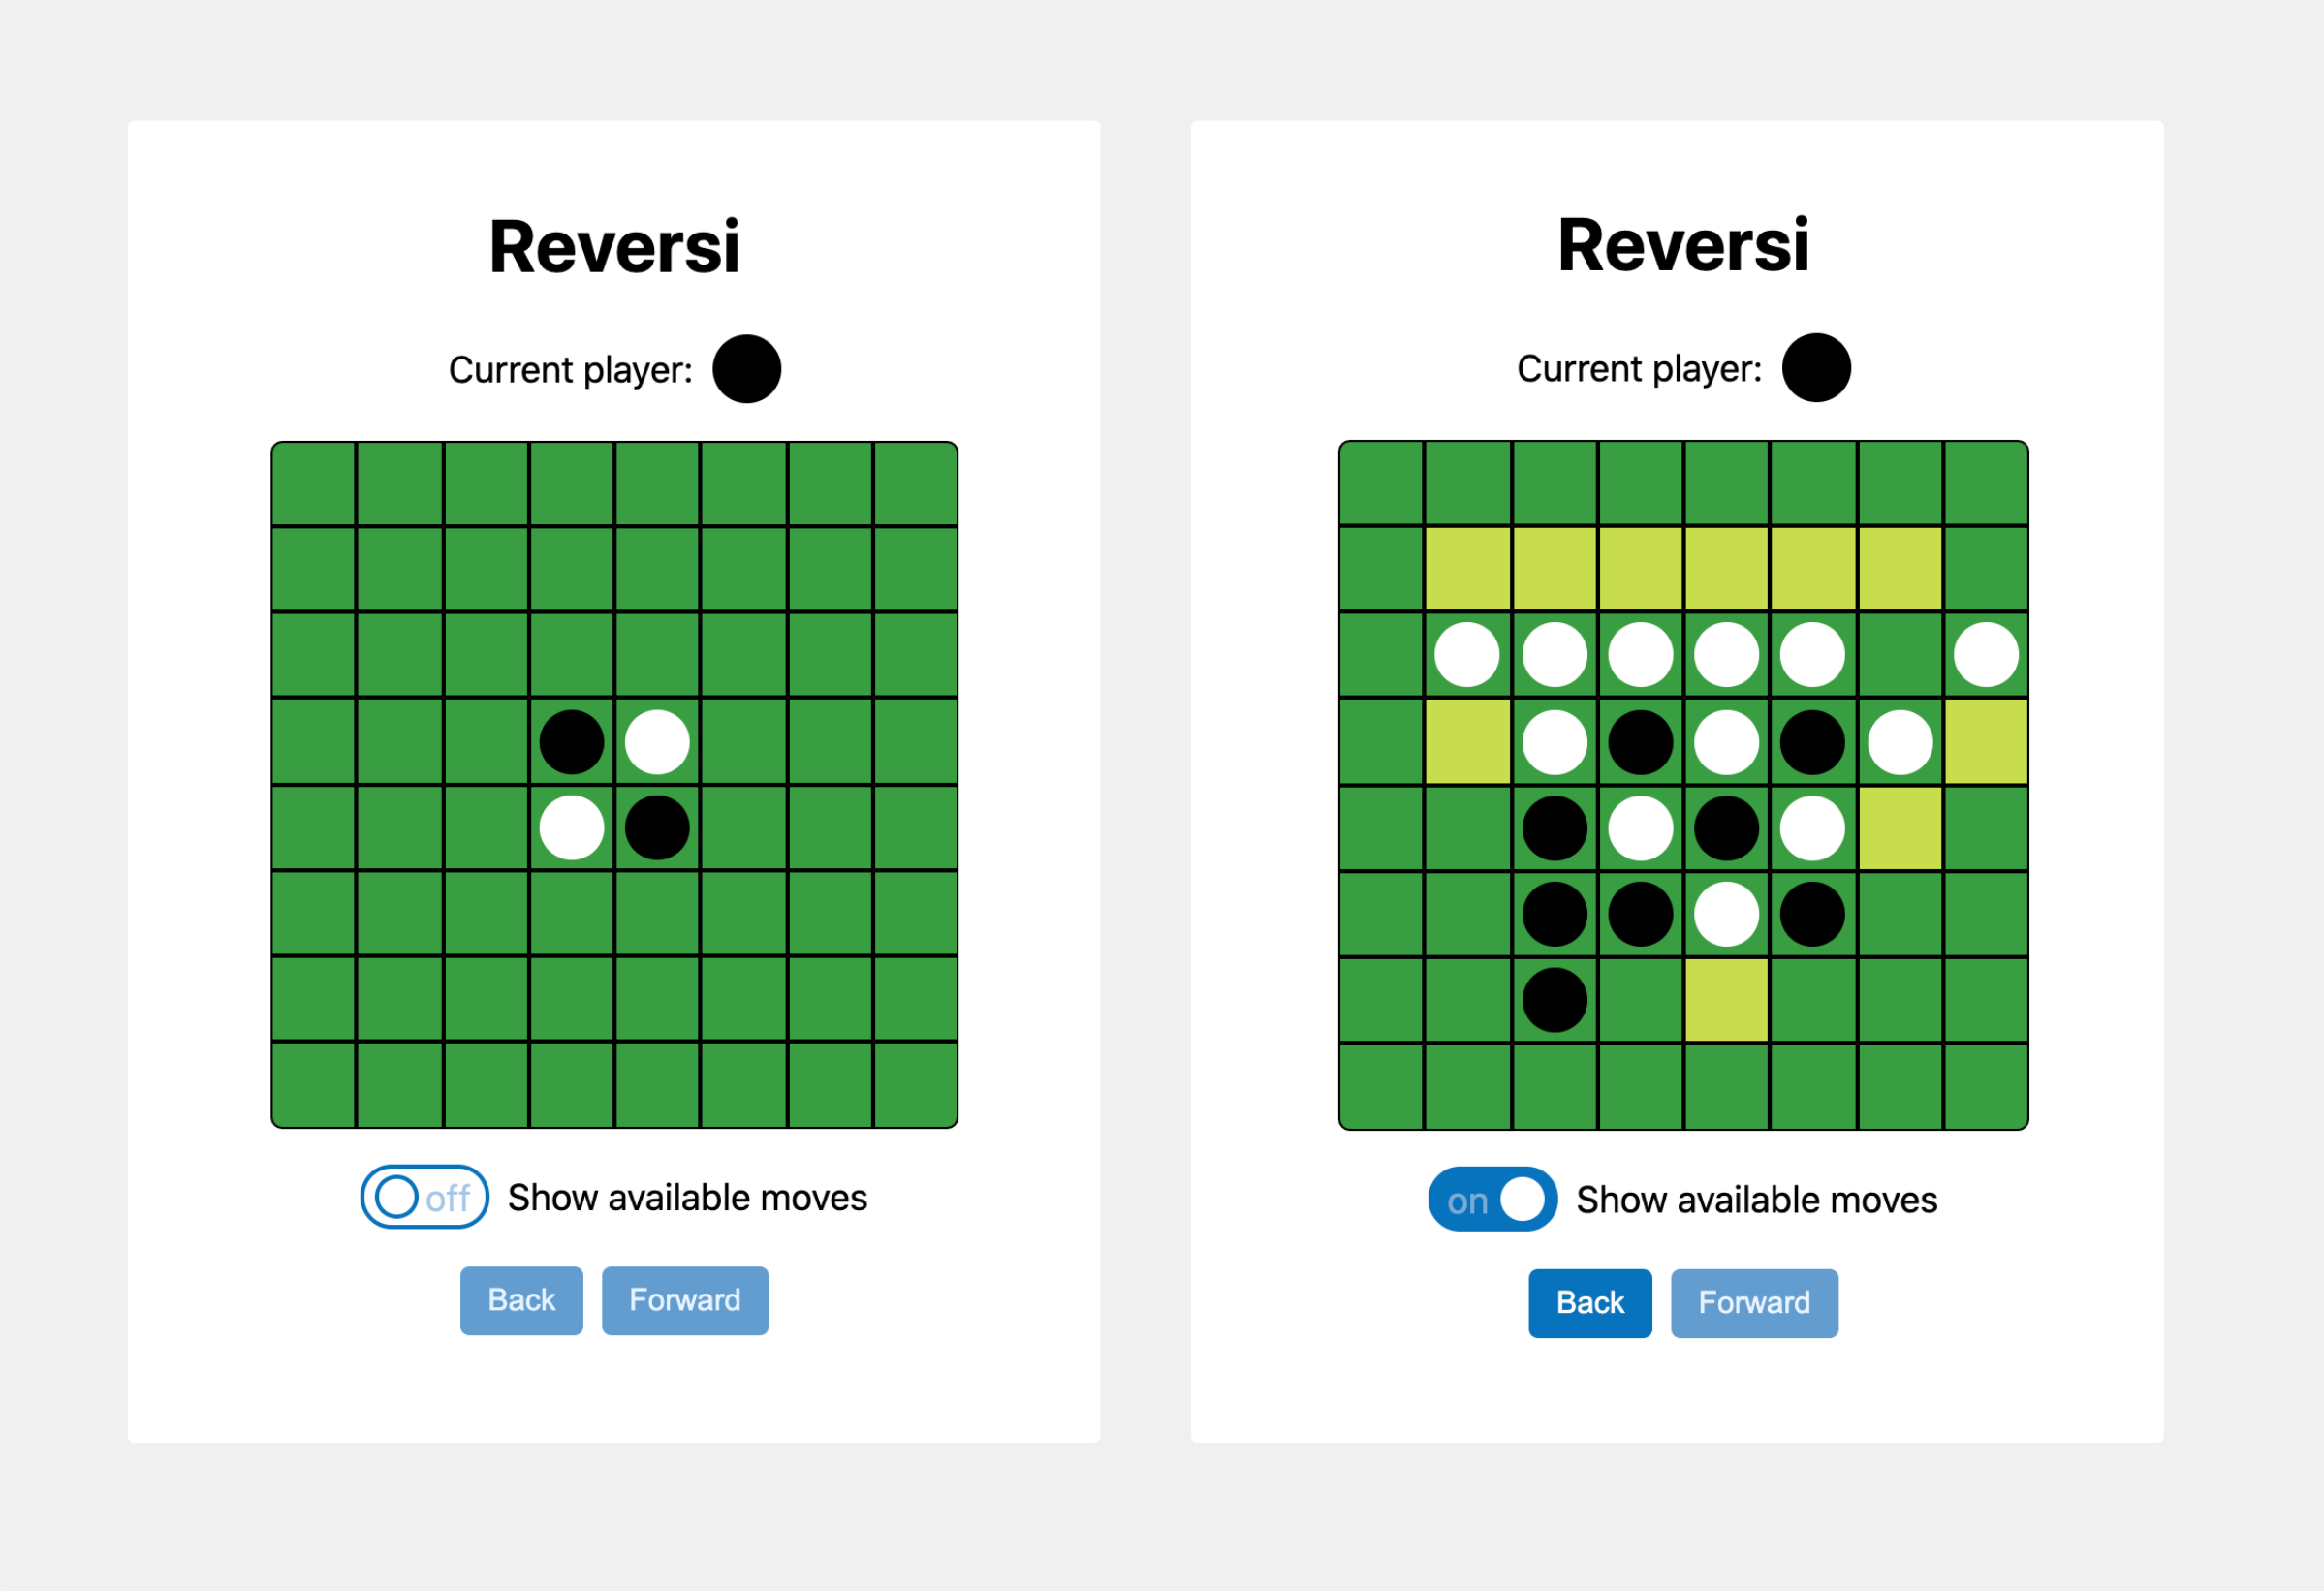 Reversi
Current player:
off Show available moves
Back Forward
Reversi
Current player:
on Show available moves
Back Forward